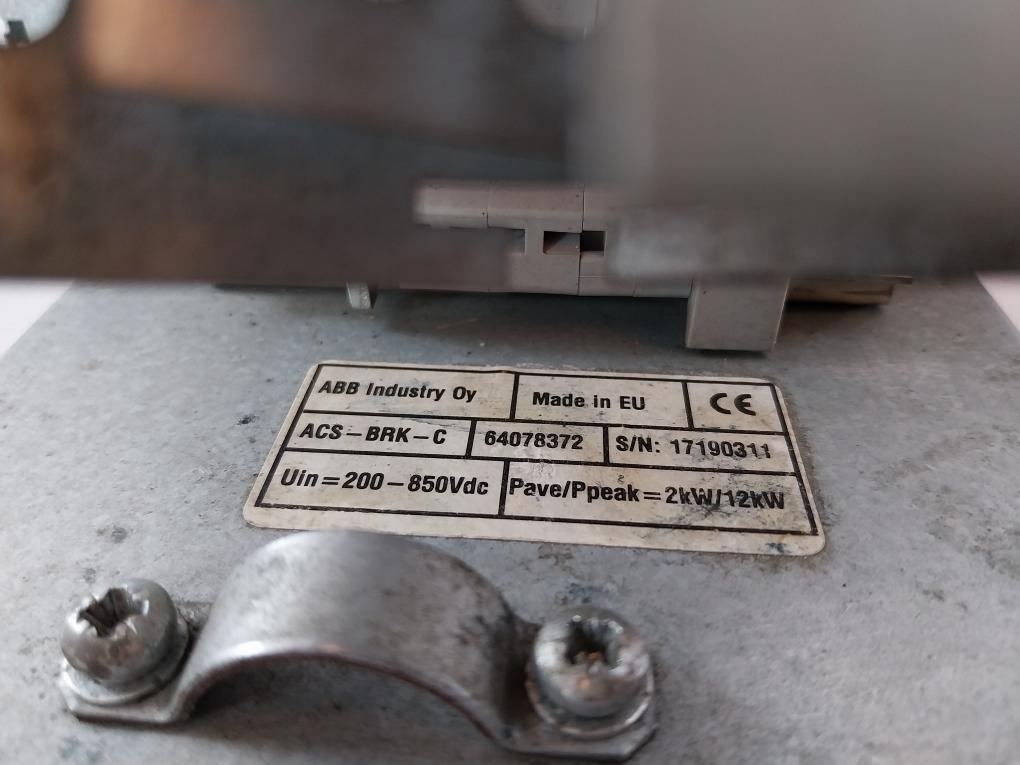 ABB Industry Oy Made in EU CE
ACS-BRK-C 64078372 S/N: 17190311
Uin=200-850Vdc Pave/Ppeak=2kW/12kW